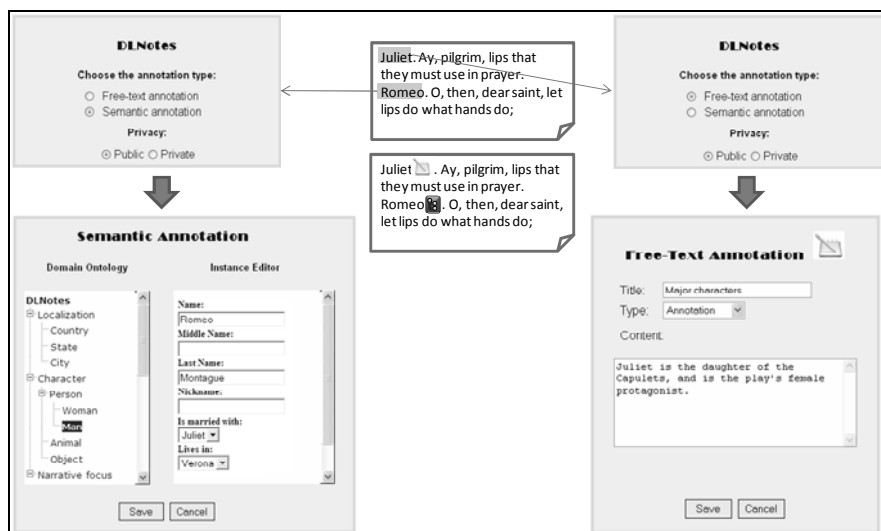 DLNotes
Choose the annotation type:
Free-text annotation
Semantic annotation
Privacy:
Public Private
Juliet. Ay, pilgrim, lips that
they must use in prayer.
Romeo. O, then, dear saint, let
lips do what hands do;
DLNotes
Choose the annotation type:
Free-text annotation
Semantic annotation
Privacy:
Public Private
Juliet . Ay, pilgrim, lips that
they must use in prayer.
Romeo . O, then, dear saint,
let lips do what hands do;
Semantic Annotation
Domain Ontology
Instance Editor
DLNotes
Localization
Country
State
City
Character
Person
Woman
Man
Animal
Object
Narrative focus
Name:
Romeo
Middle Name:
Last Name:
Montague
Nickname:
Is married with:
Juliet
Lives in:
Verona
Save Cancel
Free-Text Annotation
Title: Major characters
Type: Annotation
Content:
Juliet is the daughter of the
Capulets, and is the play's female
protagonist.
Save Cancel